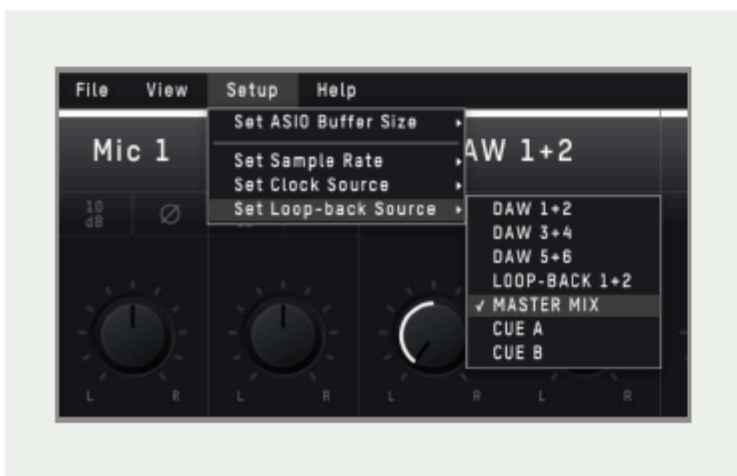 File View Setup Help
Set ASIO Buffer Size
Mic 1
AW 1+2
Set Sample Rate
Set Clock Source
Set Loop-back Source
10
dB
Ø
dB
DAW 1+2
DAW 3+4
DAW 5+6
LOOP-BACK 1+2
✓ MASTER MIX
CUE A
CUE B
L R L R R L R